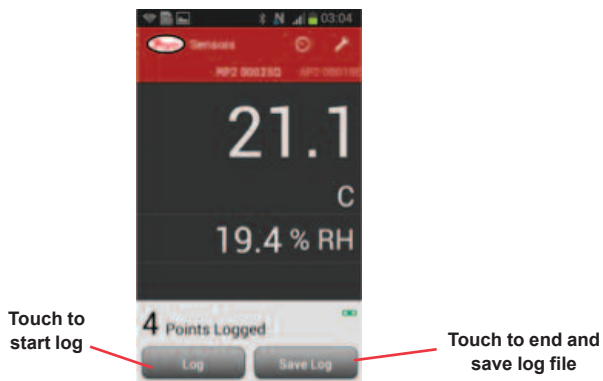 03:04
Sensors
21.1
C
19.4 % RH
4 Points Logged
Log
Save Log
Touch to
start log
Touch to end and
save log file